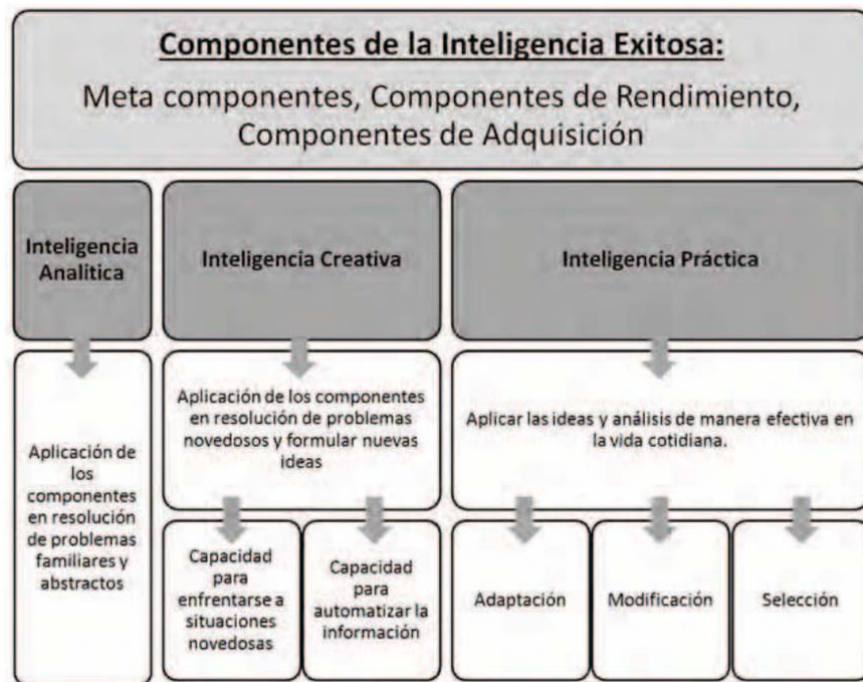 Componentes de la Inteligencia Exitosa:
Meta componentes, Componentes de Rendimiento,
Componentes de Adquisición
Inteligencia
Analítica
Inteligencia Creativa
Inteligencia Práctica
Aplicación de
los
componentes
en resolución
de problemas
familiares y
abstractos
Aplicación de los componentes
en resolución de problemas
novedosos y formular nuevas
ideas
Capacidad
para
enfrentarse a
situaciones
novedosas
Capacidad
para
automatizar la
información
Aplicar las ideas y análisis de manera efectiva en
la vida cotidiana.
Adaptación
Modificación
Selección